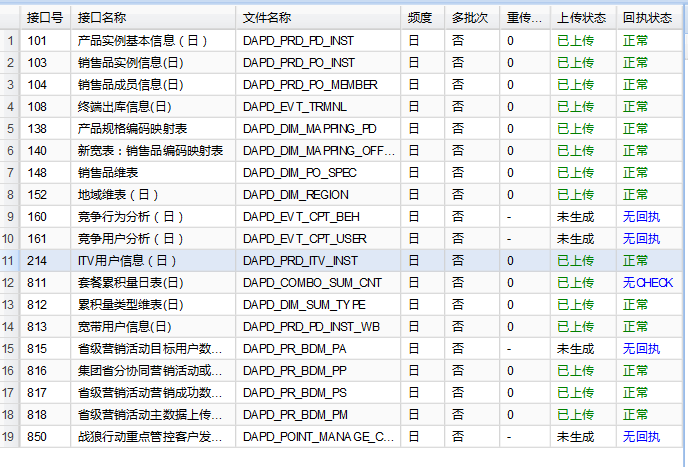 接口号 接口名称 文件名称 频度 多批次 重传... 上传状态 回执状态
1 101 产品实例基本信息（日） DAPD_PRD_PD_INST 日 否 0 已上传 正常
2 103 销售品实例信息(日) DAPD_PRD_PO_INST 日 否 0 已上传 正常
3 104 销售品成员信息(日) DAPD_PRD_PO_MEMBER 日 否 0 已上传 正常
4 108 终端出库信息(日) DAPD_EVT_TRMNL 日 否 0 已上传 正常
5 138 产品规格编码映射表 DAPD_DIM_MAPPING_PD 日 否 0 已上传 正常
6 140 新宽表：销售品编码映射表 DAPD_DIM_MAPPING_OFF... 日 否 0 已上传 正常
7 148 销售品维表 DAPD_DIM_PO_SPEC 日 否 0 已上传 正常
8 152 地域维表（日） DAPD_DIM_REGION 日 否 0 已上传 正常
9 160 竞争行为分析（日） DAPD_EVT_CPT_BEH 日 否 - 未生成 无回执
10 161 竞争用户分析（日） DAPD_EVT_CPT_USER 日 否 - 未生成 无回执
11 214 ITV用户信息（日） DAPD_PRD_ITV_INST 日 否 0 已上传 正常
12 811 套餐累积量日表(日) DAPD_COMBO_SUM_CNT 日 否 0 已上传 无CHECK
13 812 累积量类型维表(日) DAPD_DIM_SUM_TYPE 日 否 0 已上传 正常
14 813 宽带用户信息(日) DAPD_PRD_PD_INST_WB 日 否 0 已上传 正常
15 815 省级营销活动目标用户数... DAPD_PR_BDM_PA 日 否 - 未生成 无回执
16 816 集团省分协同营销活动或... DAPD_PR_BDM_PP 日 否 0 已上传 正常
17 817 省级营销活动营销成功数... DAPD_PR_BDM_PS 日 否 0 已上传 正常
18 818 省级营销活动主数据上传... DAPD_PR_BDM_PM 日 否 0 已上传 正常
19 850 战狼行动重点管控客户发... DAPD_POINT_MANAGE_C... 日 否 - 未生成 无回执